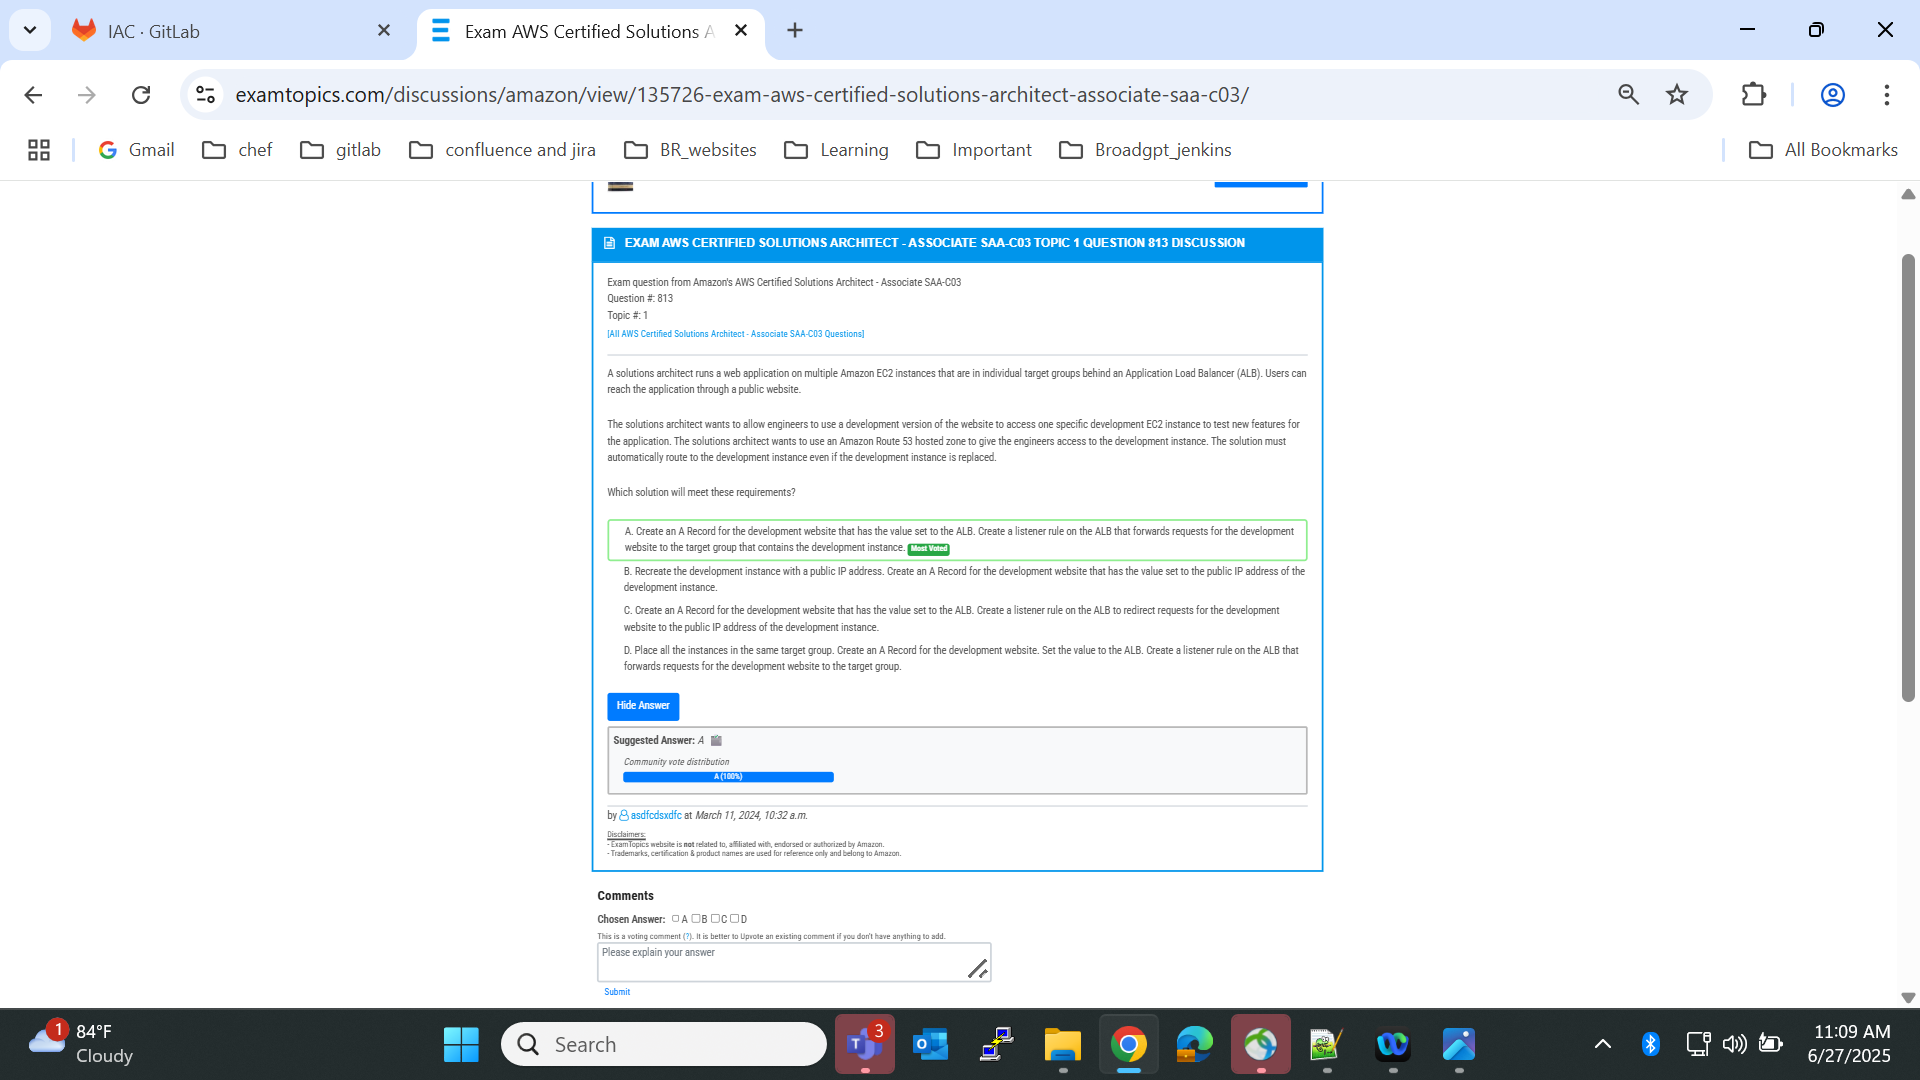 IAC · GitLab
Exam AWS Certified Solutions A
examtopics.com/discussions/amazon/view/135726-exam-aws-certified-solutions-architect-associate-saa-c03/
Gmail
chef
gitlab
confluence and jira
BR_websites
Learning
Important
Broadgpt_jenkins
All Bookmarks
EXAM AWS CERTIFIED SOLUTIONS ARCHITECT - ASSOCIATE SAA-C03 TOPIC 1 QUESTION 813 DISCUSSION
Exam question from Amazon's AWS Certified Solutions Architect - Associate SAA-C03
Question #: 813
Topic #: 1
[All AWS Certified Solutions Architect - Associate SAA-C03 Questions]
A solutions architect runs a web application on multiple Amazon EC2 instances that are in individual target groups behind an Application Load Balancer (ALB). Users can
reach the application through a public website.
The solutions architect wants to allow engineers to use a development version of the website to access one specific development EC2 instance to test new features for
the application. The solutions architect wants to use an Amazon Route 53 hosted zone to give the engineers access to the development instance. The solution must
automatically route to the development instance even if the development instance is replaced.
Which solution will meet these requirements?
A. Create an A Record for the development website that has the value set to the ALB. Create a listener rule on the ALB that forwards requests for the development
website to the target group that contains the development instance. Most Voted
B. Recreate the development instance with a public IP address. Create an A Record for the development website that has the value set to the public IP address of the
development instance.
C. Create an A Record for the development website that has the value set to the ALB. Create a listener rule on the ALB to redirect requests for the development
website to the public IP address of the development instance.
D. Place all the instances in the same target group. Create an A Record for the development website. Set the value to the ALB. Create a listener rule on the ALB that
forwards requests for the development website to the target group.
Hide Answer
Suggested Answer: A
Community vote distribution
A (100%)
by asdfcdsxdfc at March 11, 2024, 10:32 a.m.
Disclaimers:
- ExamTopics website is not related to, affiliated with, endorsed or authorized by Amazon.
- Trademarks, certification & product names are used for reference only and belong to Amazon.
Comments
Chosen Answer: A B C D
This is a voting comment (?). It is better to Upvote an existing comment if you don't have anything to add.
Please explain your answer
Submit
1
84°F
Cloudy
Search
3
11:09 AM
6/27/2025